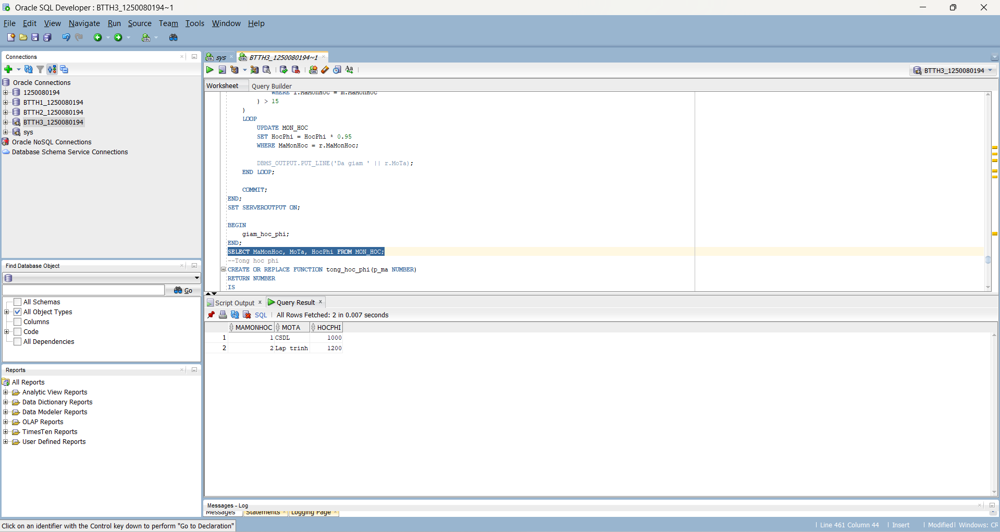 Oracle SQL Developer : BTTH3_1250080194~1
File Edit View Navigate Run Source Team Tools Window Help
Connections
Oracle Connections
1250080194
BTTH1_1250080194
BTTH2_1250080194
BTTH3_1250080194
sys
Oracle NoSQL Connections
Database Schema Service Connections
Find Database Object
Go
All Schemas
All Object Types
Columns
Code
All Dependencies
Reports
All Reports
Analytic View Reports
Data Dictionary Reports
Data Modeler Reports
OLAP Reports
TimesTen Reports
User Defined Reports
sys
BTTH3_1250080194~1
BTTH3_1250080194
Worksheet Query Builder
WHERE l.MaMonHoc = m.MaMonHoc
) > 15
)
LOOP
UPDATE MON_HOC
SET HocPhi = HocPhi * 0.95
WHERE MaMonHoc = r.MaMonHoc;
DBMS_OUTPUT.PUT_LINE('Da giam ' || r.MoTa);
END LOOP;
COMMIT;
END;
SET SERVEROUTPUT ON;
BEGIN
giam_hoc_phi;
END;
SELECT MaMonHoc, MoTa, HocPhi FROM MON_HOC;
--Tong hoc phi
CREATE OR REPLACE FUNCTION tong_hoc_phi(p_ma NUMBER)
RETURN NUMBER
IS
Script Output Query Result
SQL All Rows Fetched: 2 in 0.007 seconds
MAMONHOC MOTA HOCPHI
1 1 CSDL 1000
2 2 Lap trinh 1200
Messages - Log
Messages Statements Logging Page
Click on an identifier with the Control key down to perform "Go to Declaration"
Line 461 Column 44 Insert Modified Windows: CR